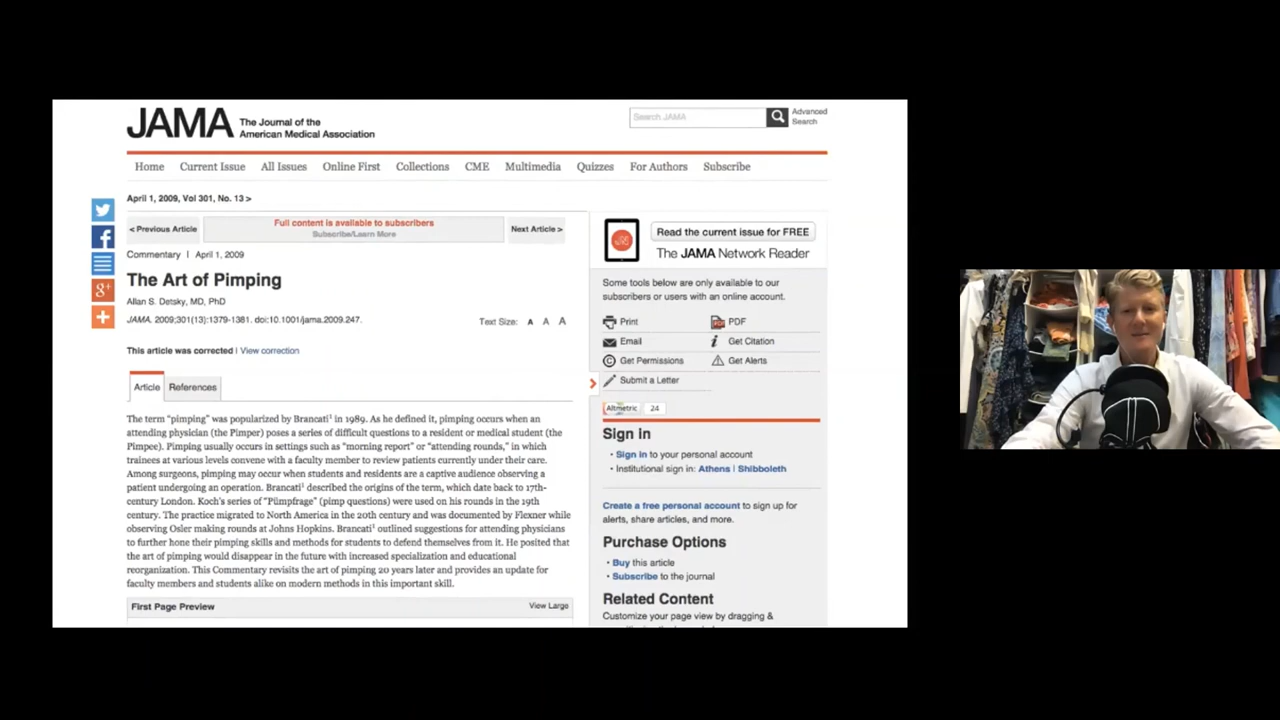 JAMA The Journal of the
American Medical Association
Search JAMA
Advanced
Search
Home Current Issue All Issues Online First Collections CME Multimedia Quizzes For Authors Subscribe
April 1, 2009, Vol 301, No. 13 >
< Previous Article
Full content is available to subscribers
Subscribe/Learn More
Next Article >
Commentary | April 1, 2009
The Art of Pimping
Allan S. Detsky, MD, PhD
JAMA. 2009;301(13):1379-1381. doi:10.1001/jama.2009.247.
Text Size: A A A
This article was corrected | View correction
Article References
The term “pimping” was popularized by Brancati1 in 1989. As he defined it, pimping occurs when an
attending physician (the Pimper) poses a series of difficult questions to a resident or medical student (the
Pimpee). Pimping usually occurs in settings such as “morning report” or “attending rounds,” in which
trainees at various levels convene with a faculty member to review patients currently under their care.
Among surgeons, pimping may occur when students and residents are a captive audience observing a
patient undergoing an operation. Brancati1 described the origins of the term, which date back to 17th-
century London. Koch's series of “Pümpfrage” (pimp questions) were used on his rounds in the 19th
century. The practice migrated to North America in the 20th century and was documented by Flexner while
observing Osler making rounds at Johns Hopkins. Brancati1 outlined suggestions for attending physicians
to further hone their pimping skills and methods for students to defend themselves from it. He posited that
the art of pimping would disappear in the future with increased specialization and educational
reorganization. This Commentary revisits the art of pimping 20 years later and provides an update for
faculty members and students alike on modern methods in this important skill.
First Page Preview View Large
Read the current issue for FREE
The JAMA Network Reader
Some tools below are only available to our
subscribers or users with an online account.
Print PDF
Email Get Citation
Get Permissions Get Alerts
Submit a Letter
Altmetric 24
Sign in
• Sign in to your personal account
• Institutional sign in: Athens | Shibboleth
Create a free personal account to sign up for
alerts, share articles, and more.
Purchase Options
• Buy this article
• Subscribe to the journal
Related Content
Customize your page view by dragging &